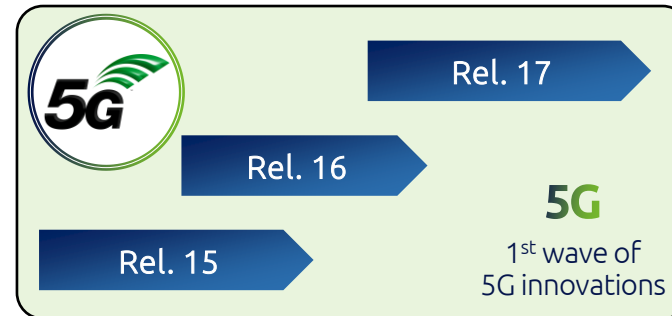 5G
Rel. 17
Rel. 16
Rel. 15
5G
1st wave of
5G innovations